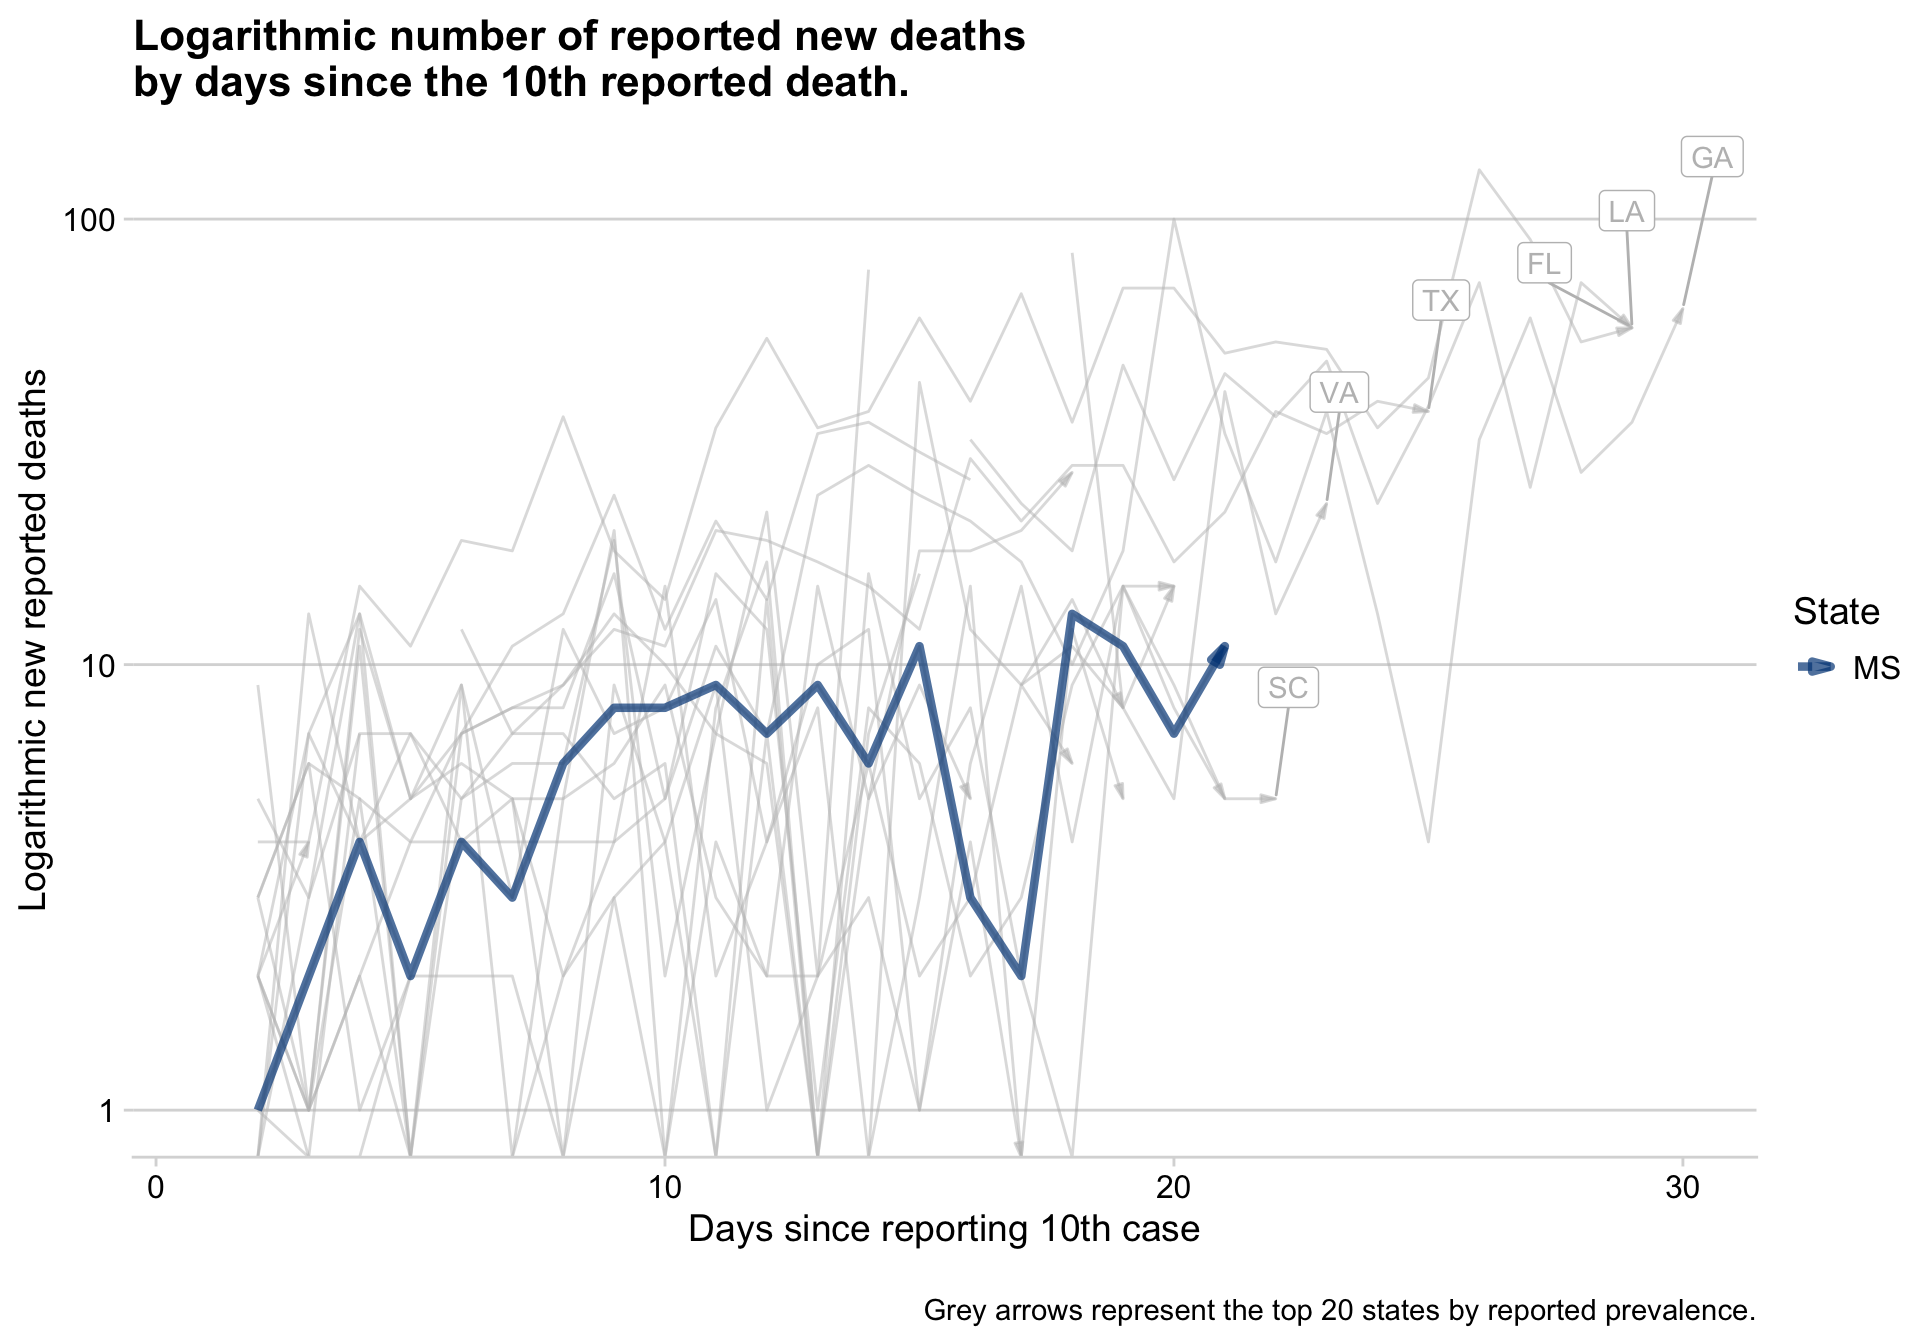 Logarithmic number of reported new deaths
by days since the 10th reported death.
GA
LA
FL
TX
VA
SC
100
10
1
Logarithmic new reported deaths
0 10 20 30
Days since reporting 10th case
State
MS
Grey arrows represent the top 20 states by reported prevalence.